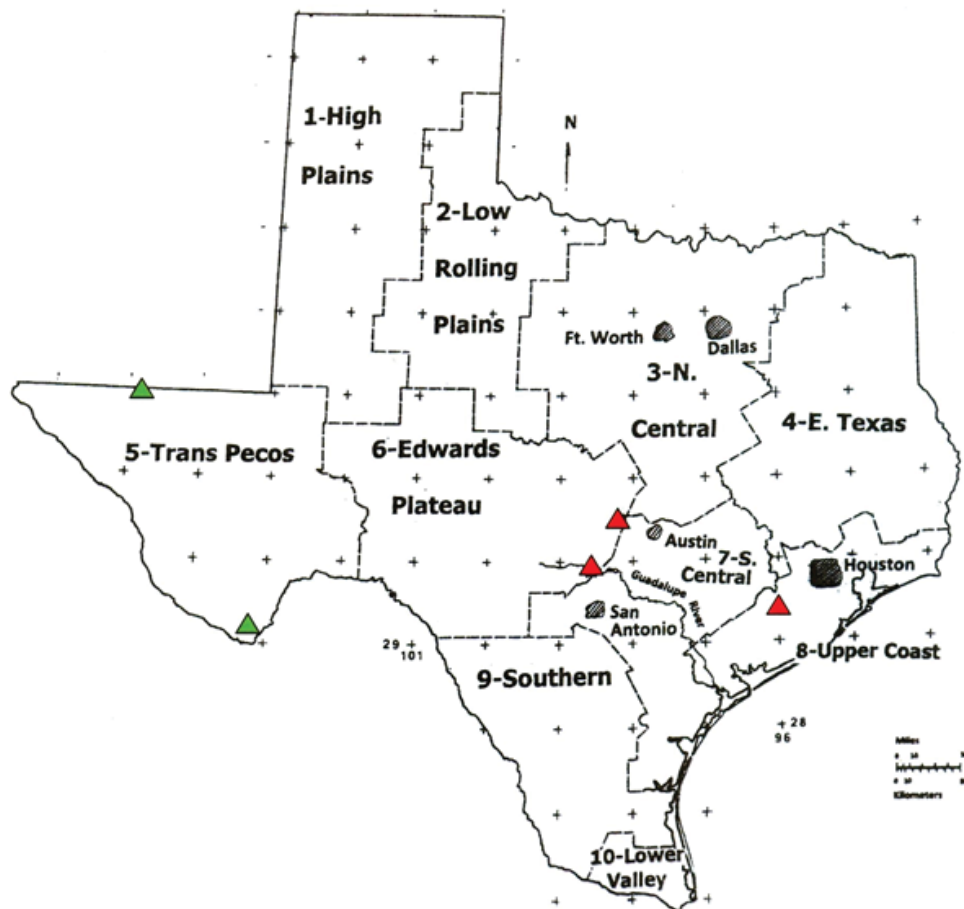 1-High
Plains
N
2-Low
Rolling
Plains
Ft. Worth
Dallas
3-N.
Central
4-E. Texas
5-Trans Pecos
6-Edwards
Plateau
Austin
7-S.
Central
Houston
Guadalupe River
San
Antonio
29
101
8-Upper Coast
9-Southern
28
96
Miles
Kilometers
10-Lower
Valley